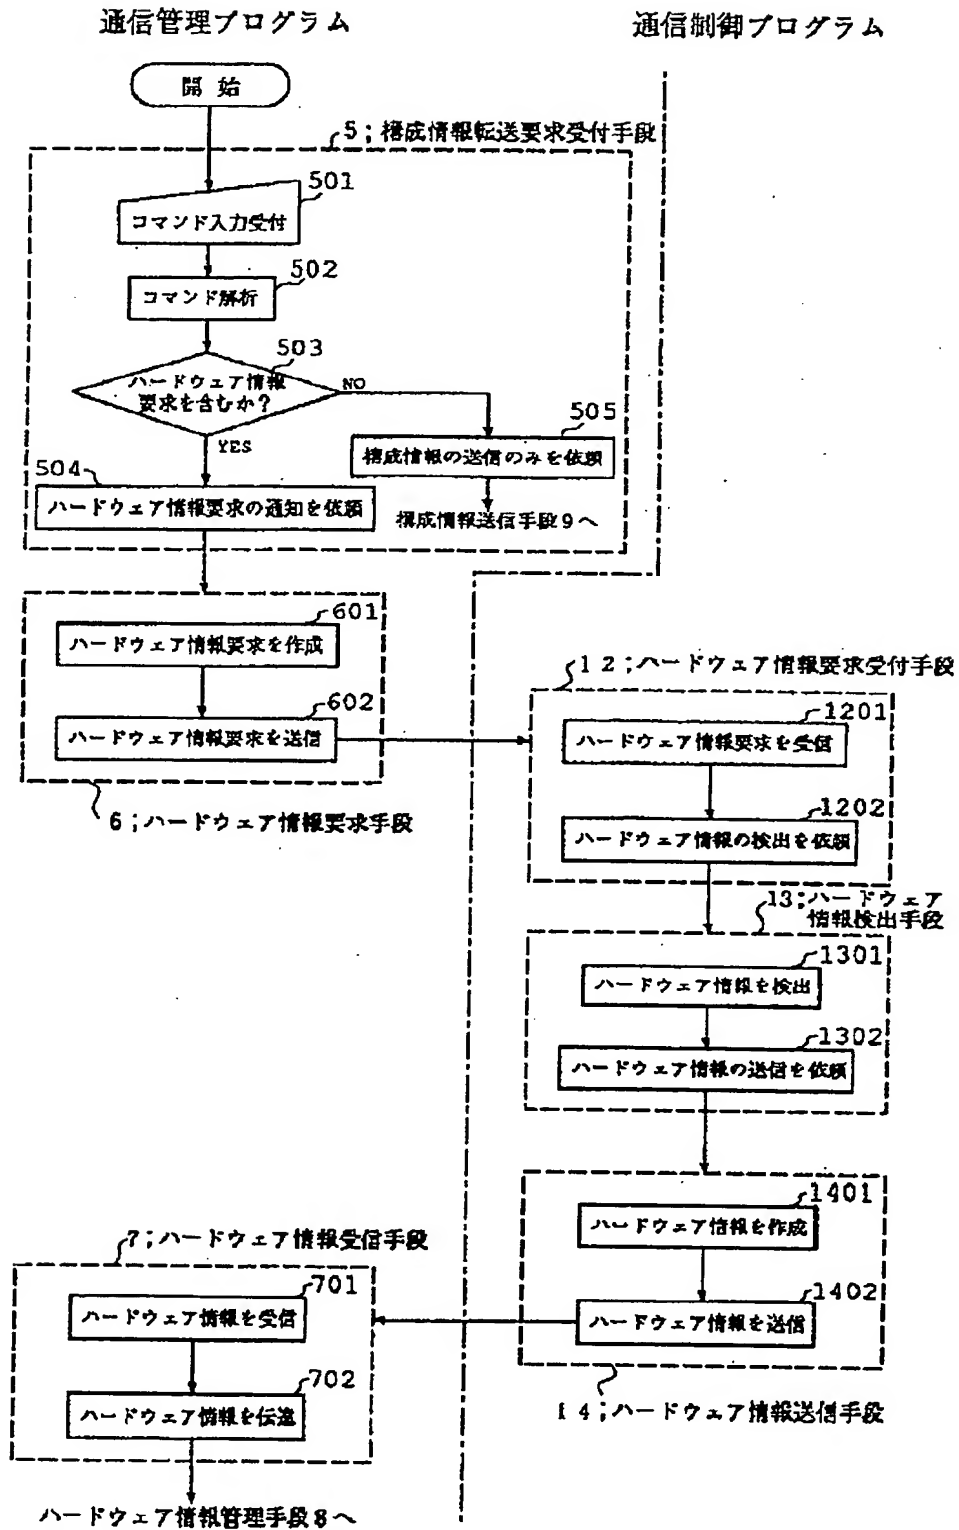 通信管理プログラム
通信制御プログラム
開 始
5;構成情報転送要求受付手段
501
コマンド入力受付
502
コマンド解析
503
ハードウェア情報
要求を含むか?
NO
YES
505
構成情報の送信のみを依頼
構成情報送信手段9へ
504
ハードウェア情報要求の通知を依頼
601
ハードウェア情報要求を作成
602
ハードウェア情報要求を送信
6;ハードウェア情報要求手段
12;ハードウェア情報要求受付手段
1201
ハードウェア情報要求を受信
1202
ハードウェア情報の検出を依頼
13;ハードウェア
情報検出手段
1301
ハードウェア情報を検出
1302
ハードウェア情報の送信を依頼
1401
ハードウェア情報を作成
1402
ハードウェア情報を送信
14;ハードウェア情報送信手段
7;ハードウェア情報受信手段
701
ハードウェア情報を受信
702
ハードウェア情報を伝達
ハードウェア情報管理手段8へ